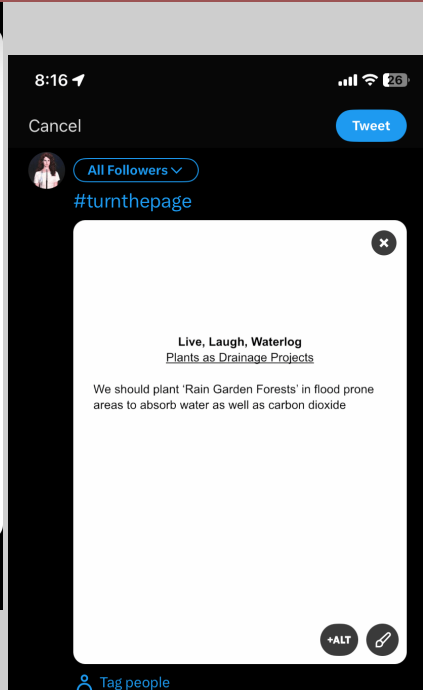 8:16
26
Cancel
Tweet
All Followers
#turnthepage
Live, Laugh, Waterlog
Plants as Drainage Projects
We should plant ‘Rain Garden Forests’ in flood prone
areas to absorb water as well as carbon dioxide
+ALT
Tag people